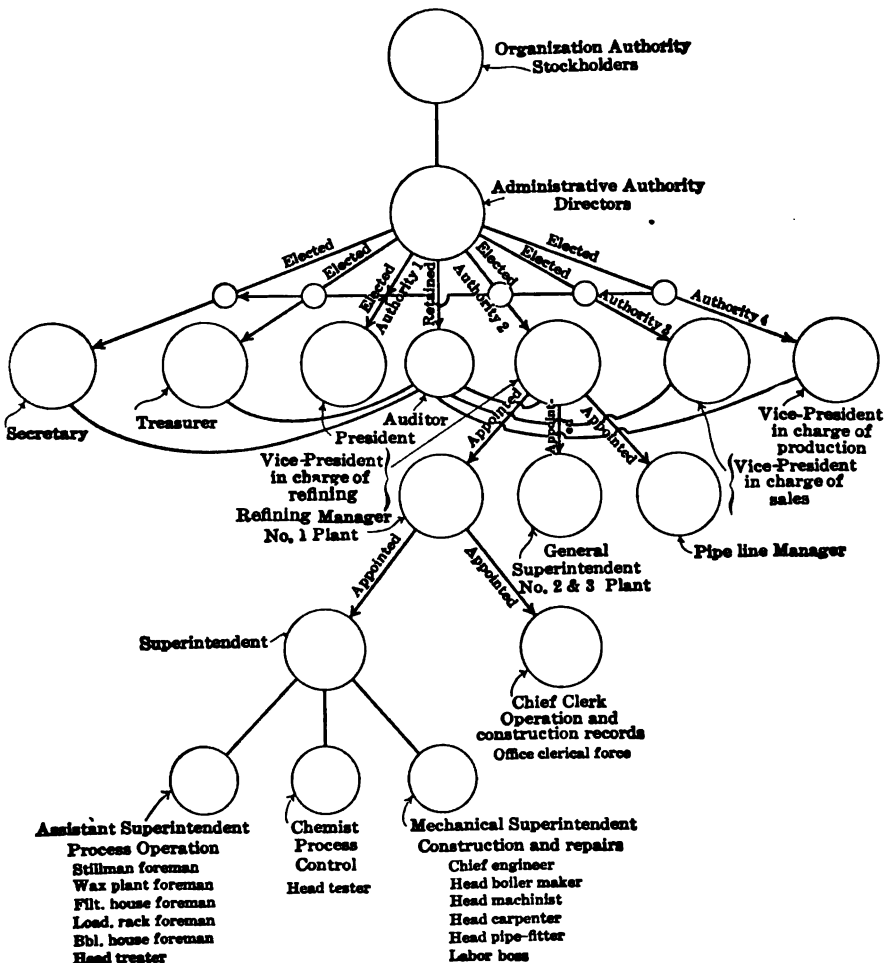 Organization Authority
Stockholders
Administrative Authority
Directors
Elected
Elected
Elected
Authority 1
Retained
Elected
Authority 2
Elected
Authority 3
Elected
Authority 4
Secretary
Treasurer
President
Auditor
Vice-President
in charge of
refining
Vice-President
in charge of
production
Vice-President
in charge of
sales
Appointed
Appoint-
ed
Appointed
Refining Manager
No. 1 Plant
General
Superintendent
No. 2 & 3 Plant
Pipe line Manager
Appointed
Appointed
Superintendent
Chief Clerk
Operation and
construction records
Office clerical force
Assistant Superintendent
Process Operation
Stillman foreman
Wax plant foreman
Filt. house foreman
Load. rack foreman
Bbl. house foreman
Head treater
Chemist
Process
Control
Head tester
Mechanical Superintendent
Construction and repairs
Chief engineer
Head boiler maker
Head machinist
Head carpenter
Head pipe-fitter
Labor boss